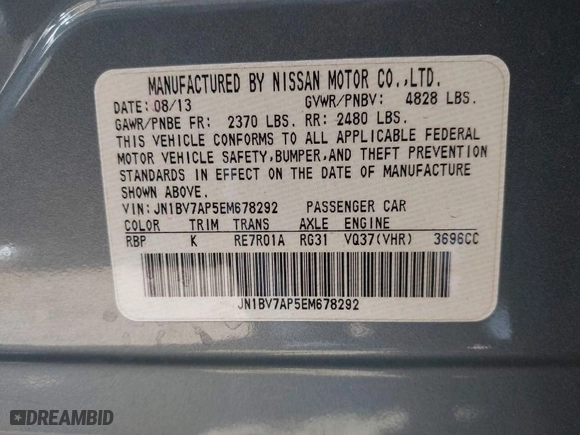 MANUFACTURED BY NISSAN MOTOR CO.,LTD.
DATE: 08/13 GVWR/PNBV: 4828 LBS.
GAWR/PNBE FR: 2370 LBS. RR: 2480 LBS.
THIS VEHICLE CONFORMS TO ALL APPLICABLE FEDERAL
MOTOR VEHICLE SAFETY,BUMPER,AND THEFT PREVENTION
STANDARDS IN EFFECT ON THE DATE OF MANUFACTURE
SHOWN ABOVE.
VIN:JN1BV7AP5EM678292 PASSENGER CAR
COLOR TRIM TRANS AXLE ENGINE
RBP K RE7R01A RG31 VQ37(VHR) 3696CC
JN1BV7AP5EM678292
DREAMBID